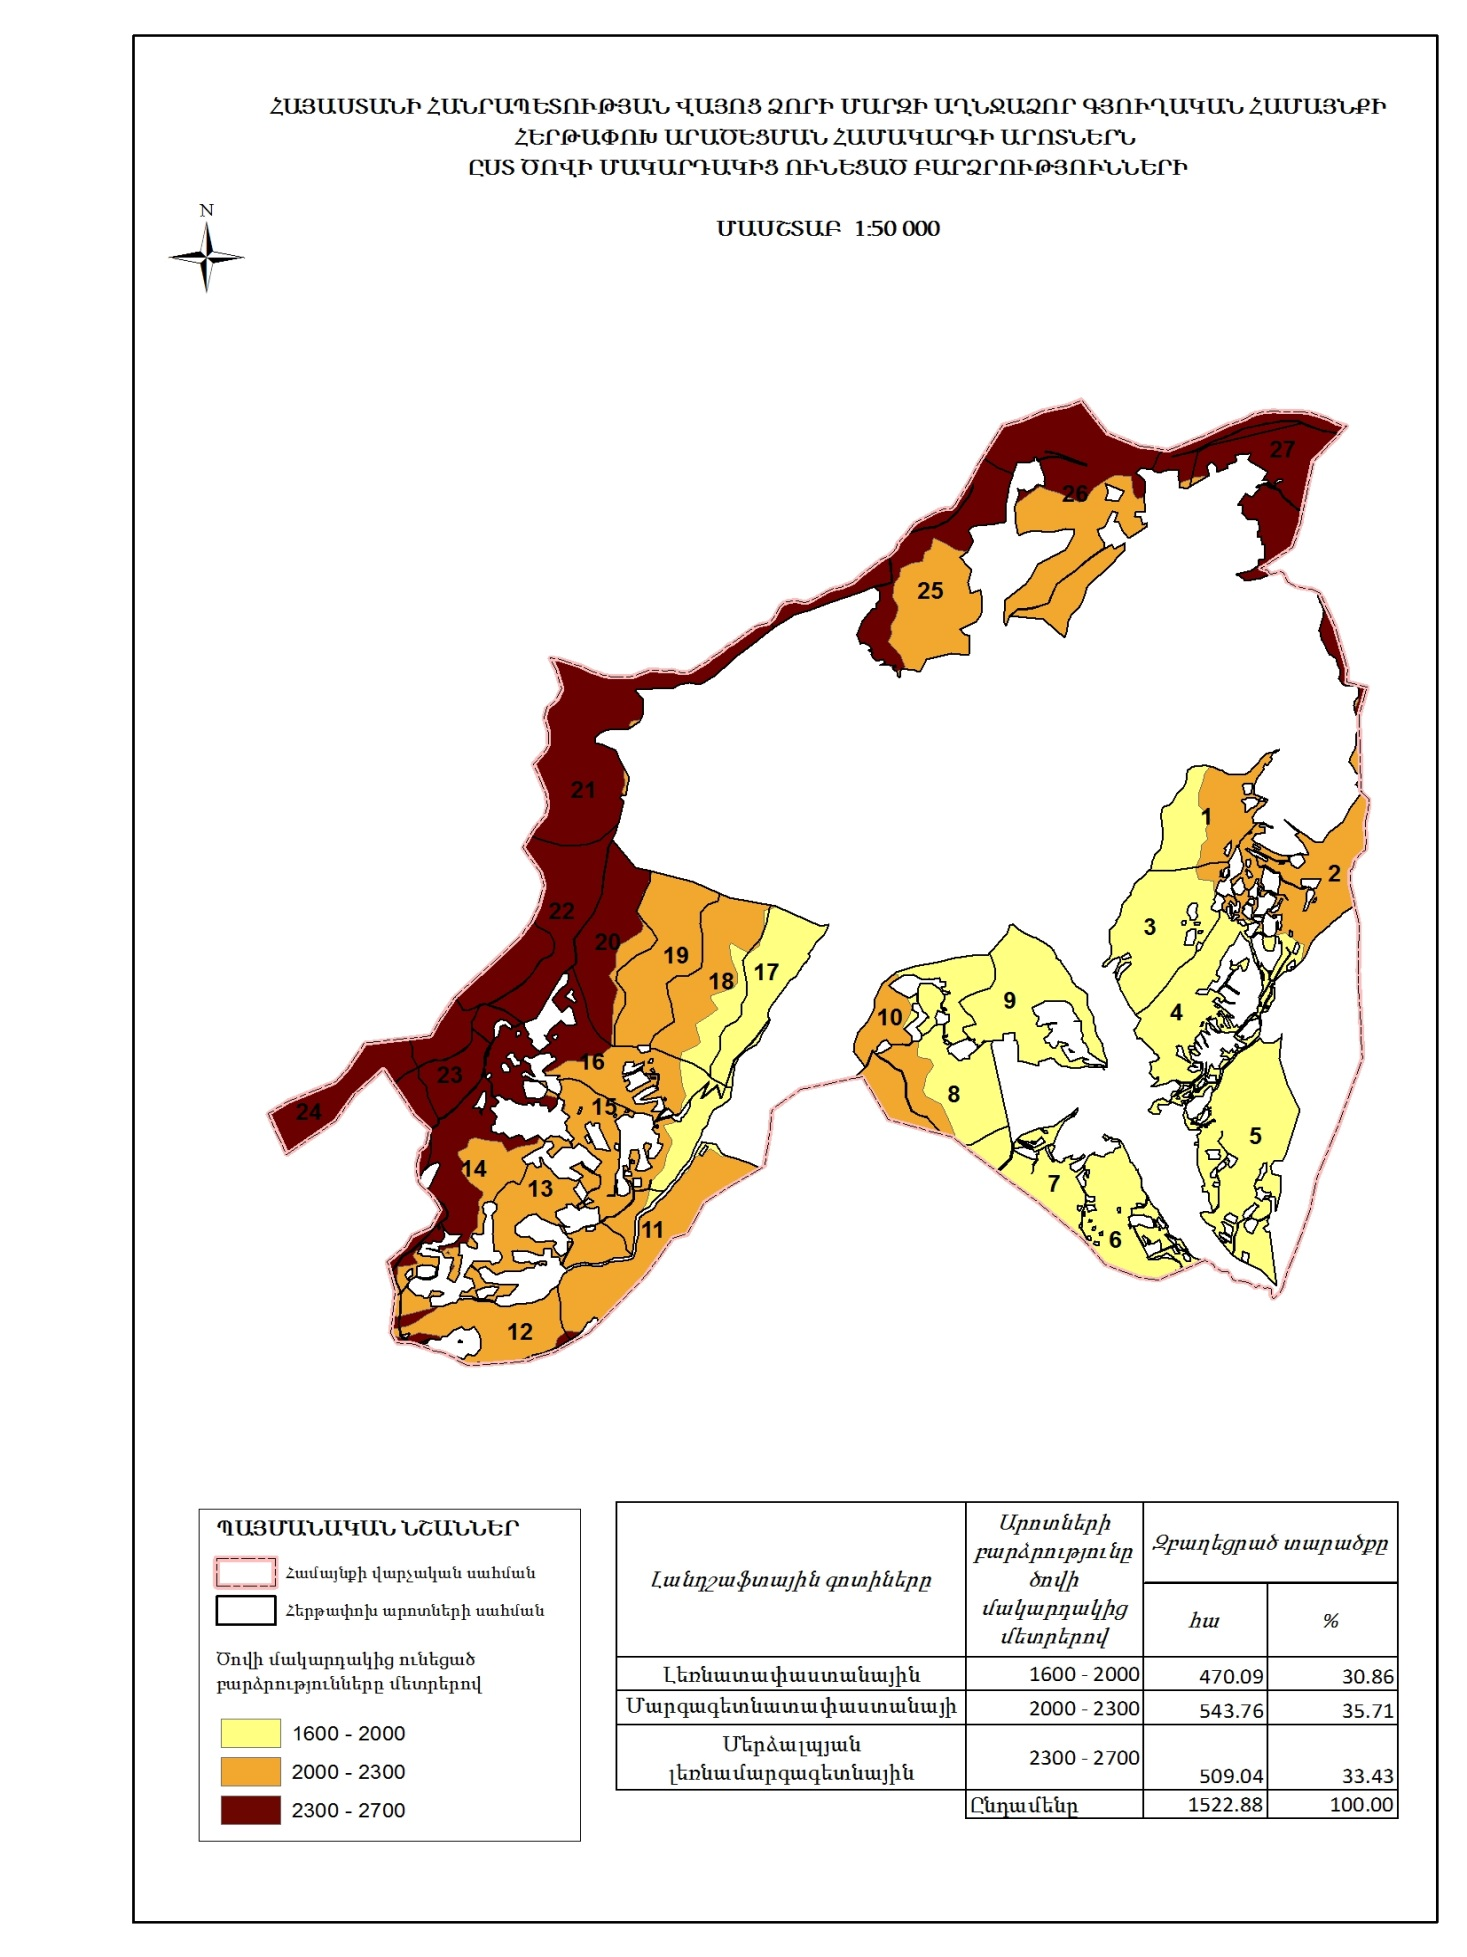 ՀԱՅԱՍՏԱՆԻ ՀԱՆՐԱՊԵՏՈՒԹՅԱՆ ՎԱՅՈՑ ՁՈՐԻ ՄԱՐԶԻ ԱՂՆՋԱՁՈՐ ԳՅՈՒՂԱԿԱՆ ՀԱՄԱՅՆՔԻ
ՀԵՐԹԱՓՈԽ ԱՐԱԾԵՑՄԱՆ ՀԱՄԱԿԱՐԳԻ ԱՐՈՏՆԵՐՆ
ԸՍՏ ԾՈՎԻ ՄԱԿԱՐԴԱԿԻՑ ՈՒՆԵՑԱԾ ԲԱՐՁՐՈՒԹՅՈՒՆՆԵՐԻ
ՄԱՍՇՏԱԲ 1:50 000
N
27
26
25
21
1
2
22
3
20
19
18
17
9
4
10
16
23
8
15
24
5
14
7
13
11
6
12
ՊԱՅՄԱՆԱԿԱՆ ՆՇԱՆՆԵՐ
Համայնքի վարչական սահման
Հերթափոխ արոտների սահման
Ծովի մակարդակից ունեցած
բարձրությունները մետրերով
1600 - 2000
2000 - 2300
2300 - 2700
Լանդշաֆտային գոտիները
Արոտների
բարձրությունը
ծովի
մակարդակից
մետրերով
Զբաղեցրած տարածքը
հա
%
Լեռնատափաստանային 1600 - 2000 470.09 30.86
Մարգագետնատափաստանայի 2000 - 2300 543.76 35.71
Մերձալպյան
լեռնամարգագետնային 2300 - 2700 509.04 33.43
Ընդամենը 1522.88 100.00